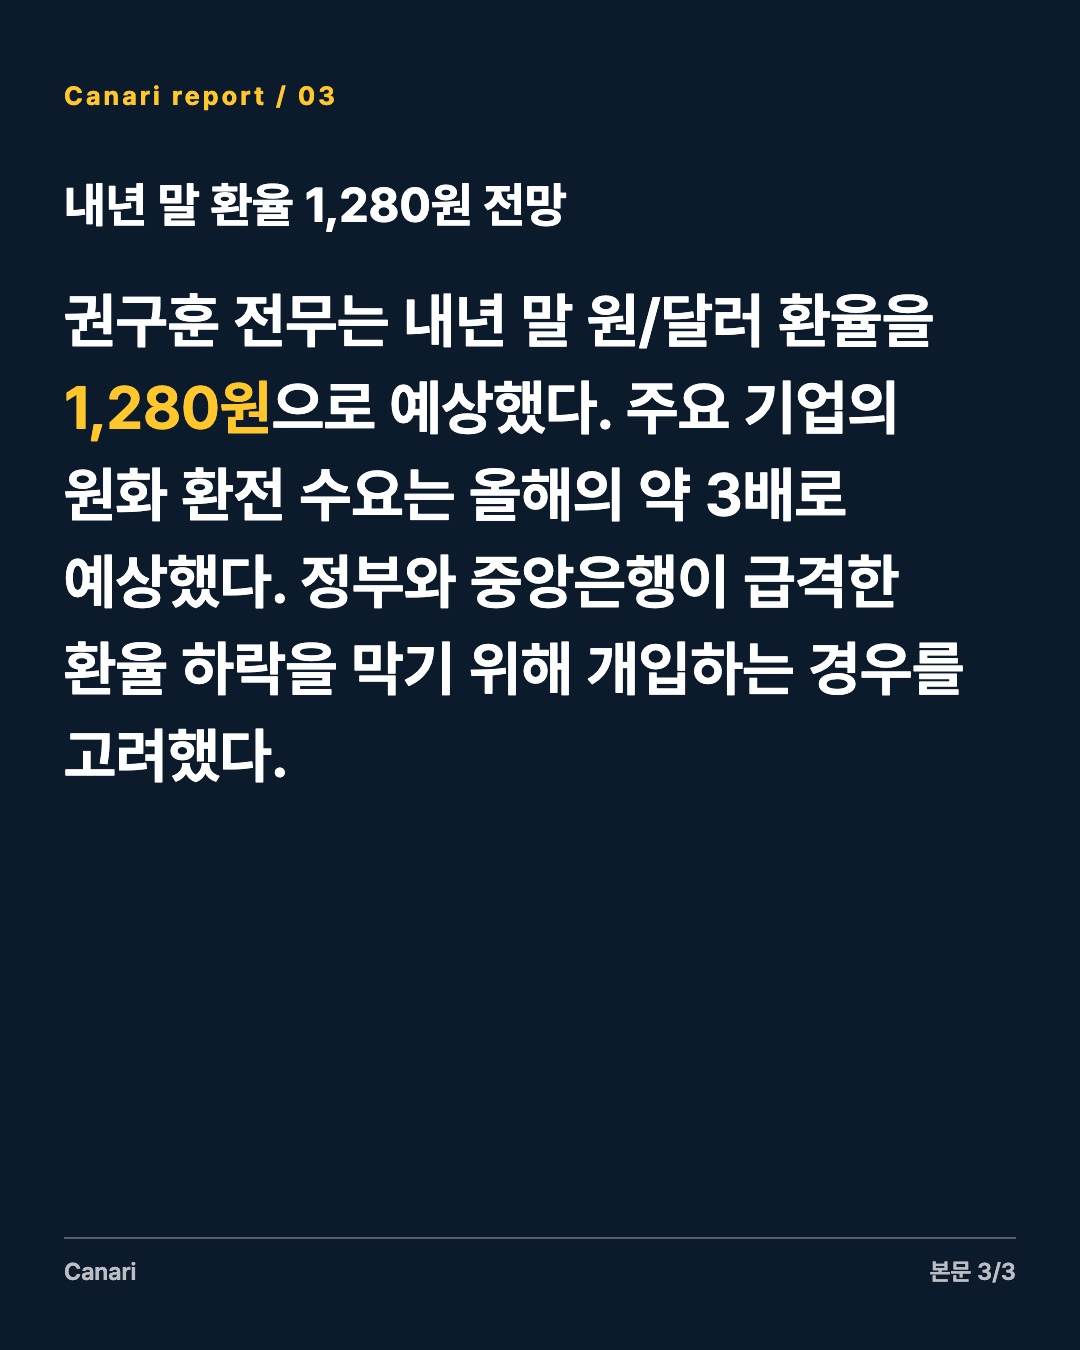 Canari report / 03
내년 말 환율 1,280원 전망
권구훈 전무는 내년 말 원/달러 환율을
1,280원으로 예상했다. 주요 기업의
원화 환전 수요는 올해의 약 3배로
예상했다. 정부와 중앙은행이 급격한
환율 하락을 막기 위해 개입하는 경우를
고려했다.
Canari
본문 3/3